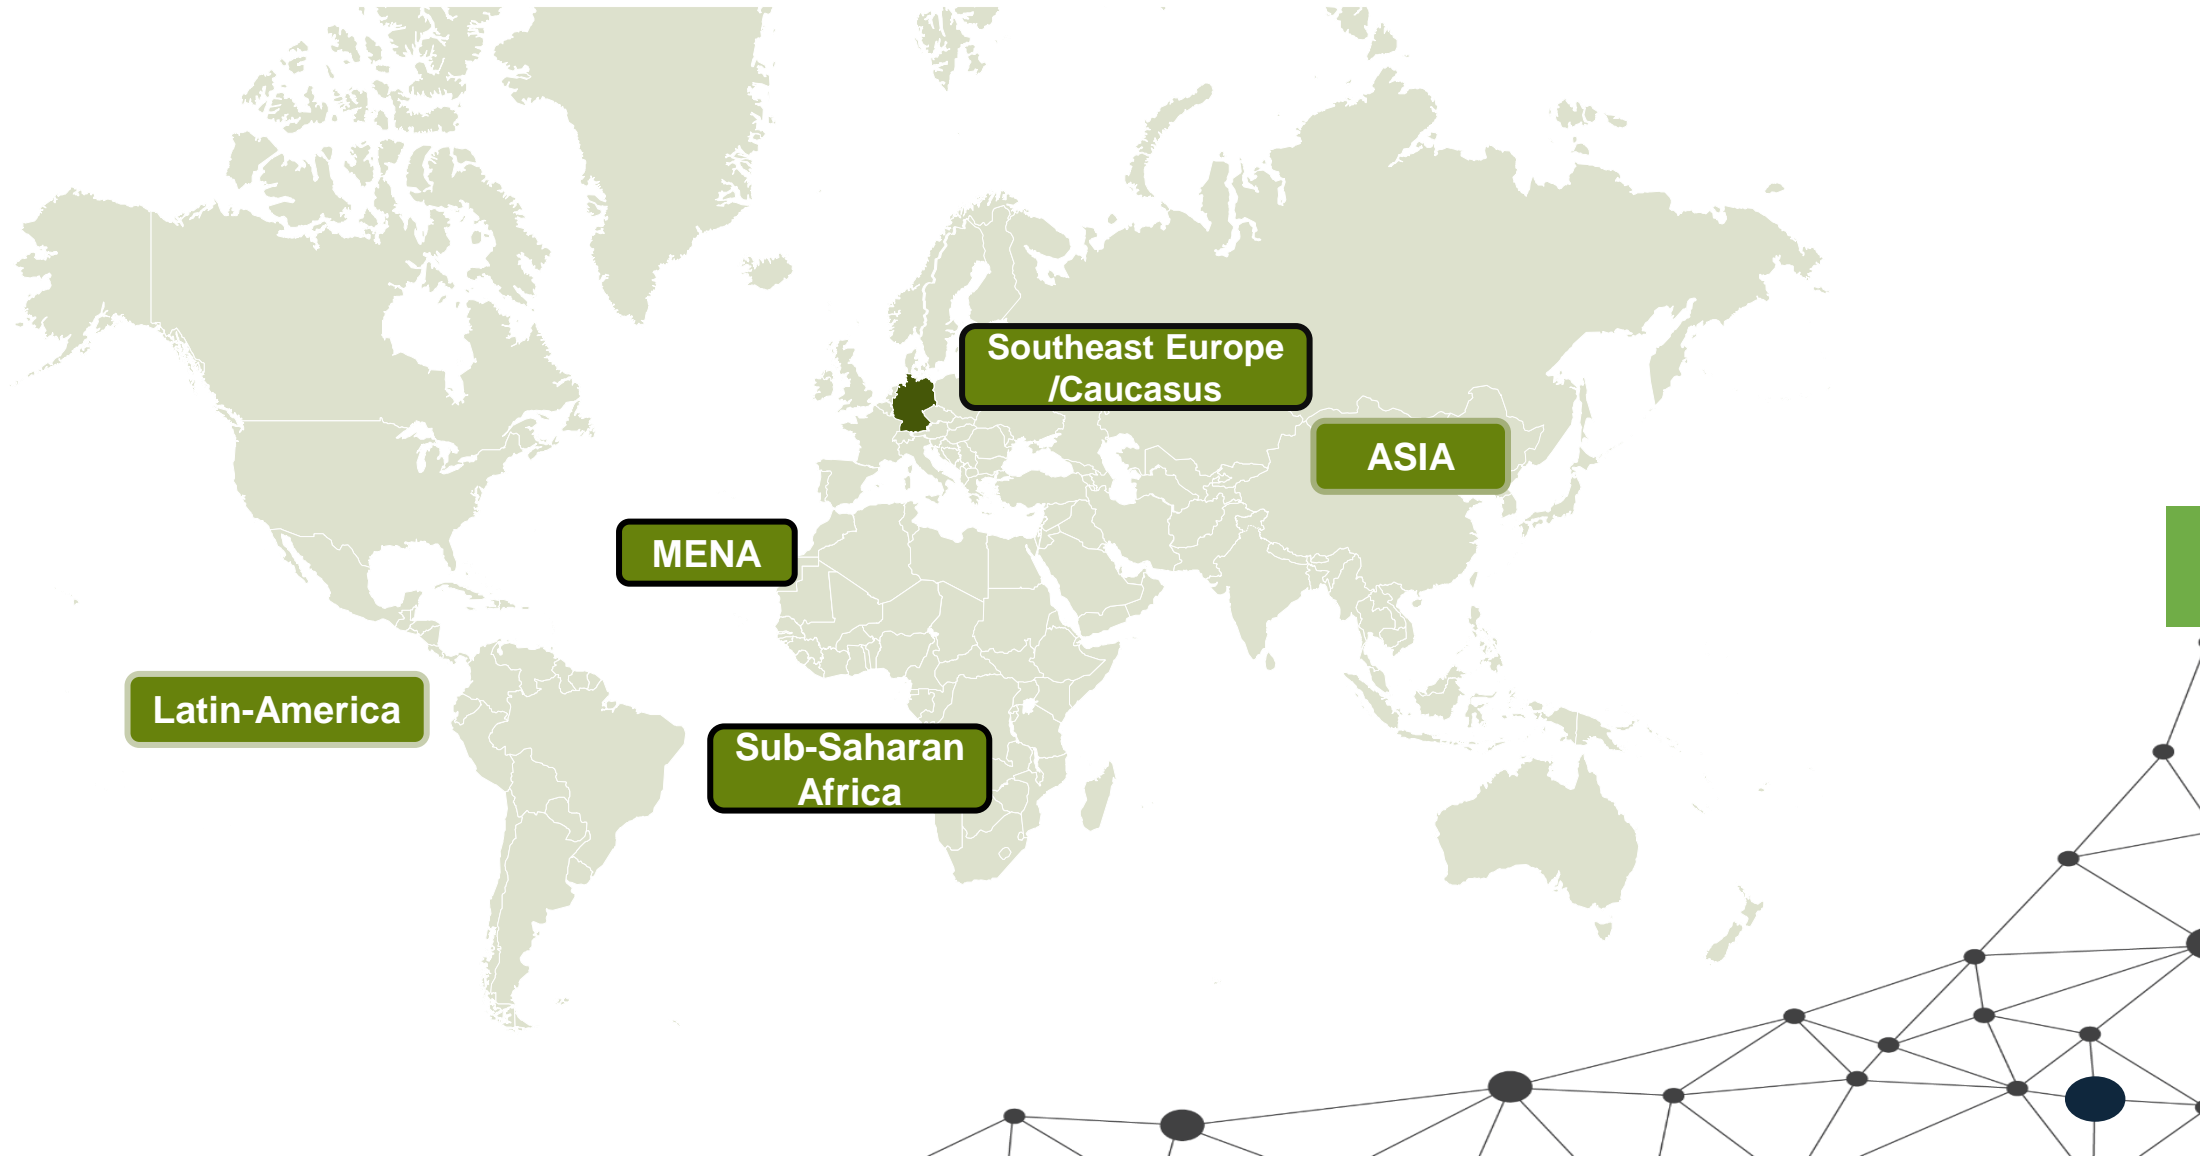 Southeast Europe
/Caucasus
ASIA
MENA
Latin-America
Sub-Saharan
Africa